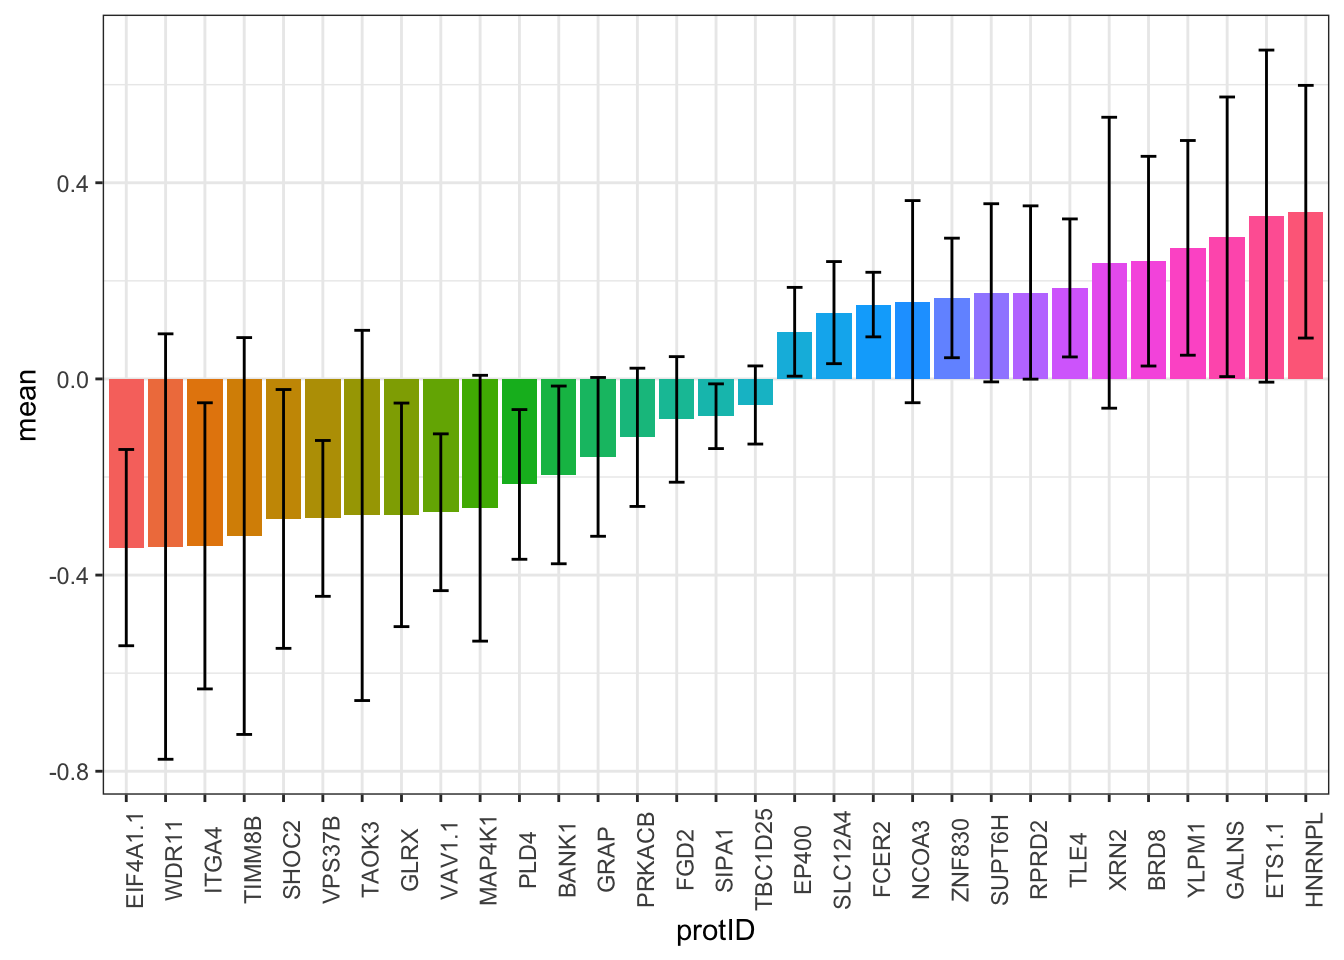 mean
0.4
0.0
-0.4
-0.8
EIF4A1.1
WDR11
ITGA4
TIMM8B
SHOC2
VPS37B
TAOK3
GLRX
VAV1.1
MAP4K1
PLD4
BANK1
GRAP
PRKACB
FGD2
SIPA1
TBC1D25
EP400
SLC12A4
FCER2
NCOA3
ZNF830
SUPT6H
RPRD2
TLE4
XRN2
BRD8
YLPM1
GALNS
ETS1.1
HNRNPL
protID